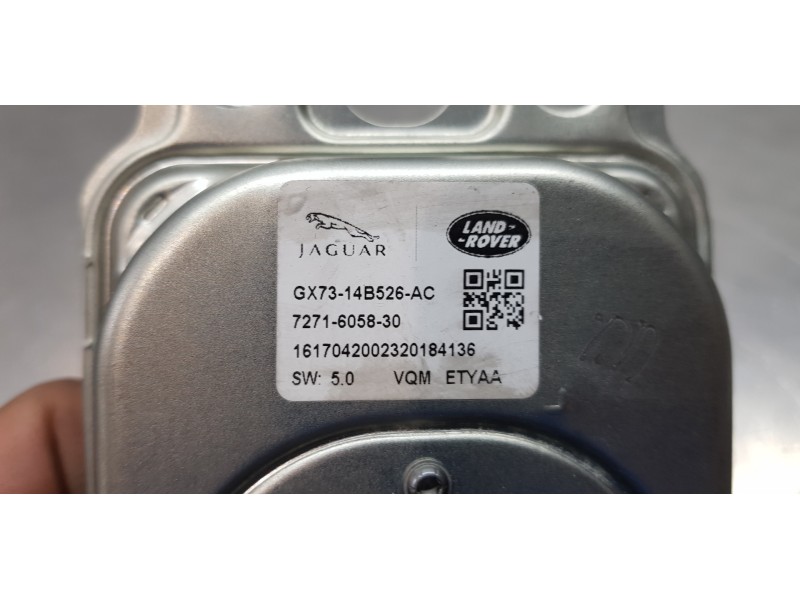 JAGUAR
LAND
-ROVER
GX73-14B526-AC
7271-6058-30
1617042002320184136
SW: 5.0 VQM ETYAA